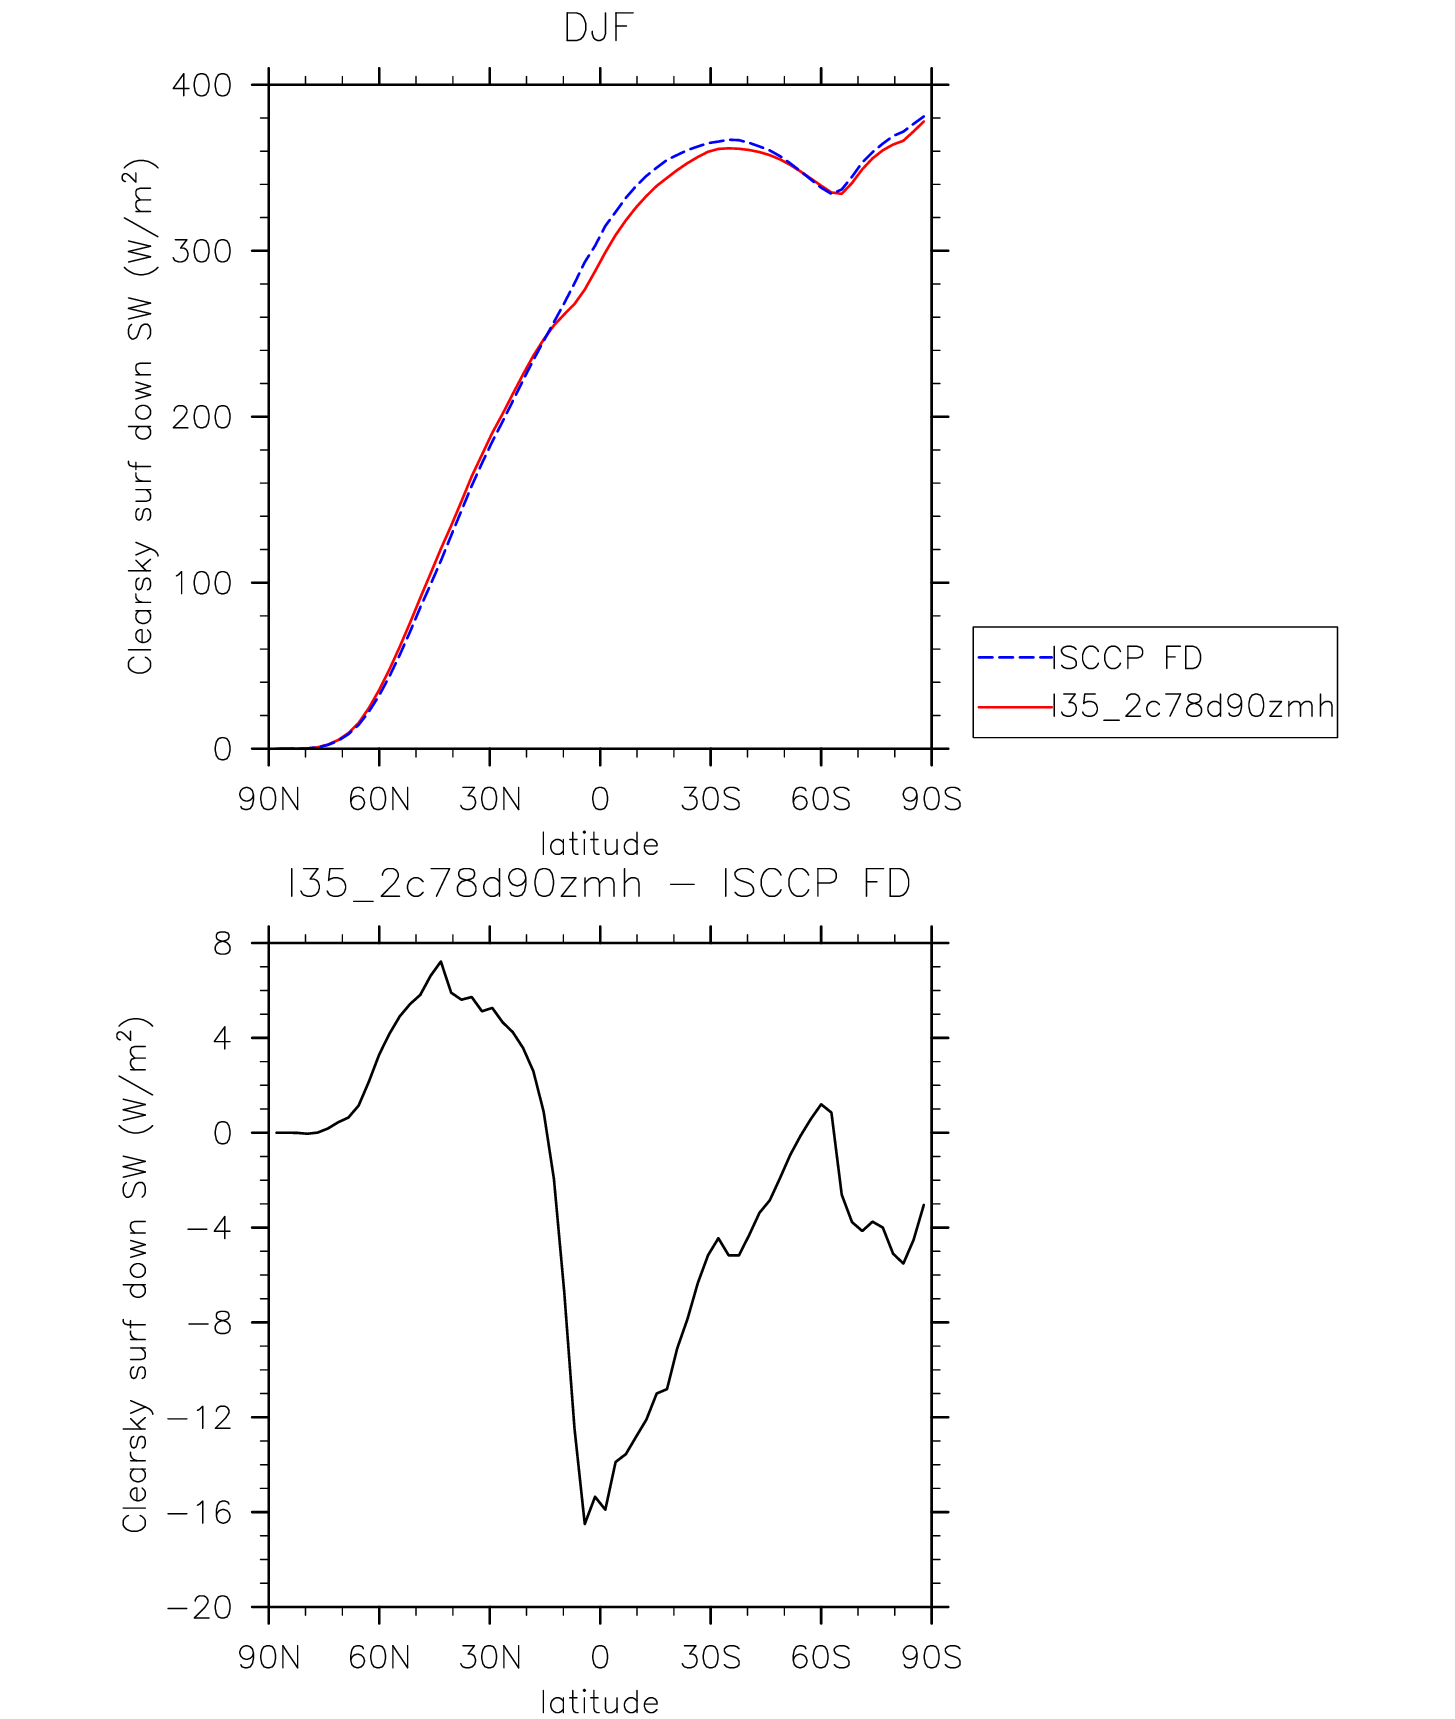 DJF
Clearsky surf down SW (W/m²)
400
300
200
100
0
90N 60N 30N 0 30S 60S 90S
latitude
ISCCP FD
I35_2c78d90zmh
I35_2c78d90zmh − ISCCP FD
Clearsky surf down SW (W/m²)
8
4
0
−4
−8
−12
−16
−20
90N 60N 30N 0 30S 60S 90S
latitude